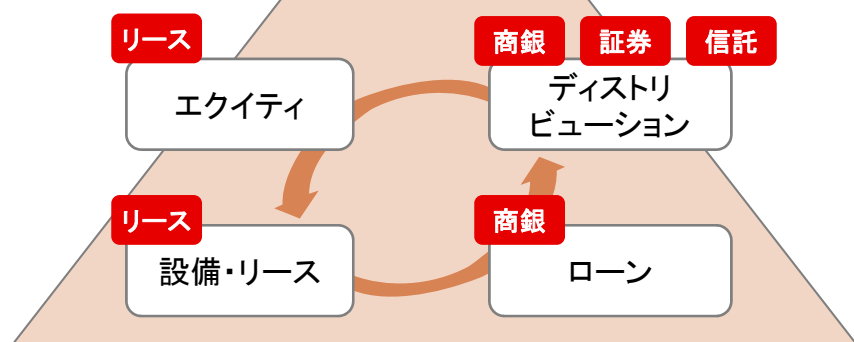 リース
エクイティ
商銀
証券
信託
ディストリ
ビューション
リース
設備・リース
商銀
ローン